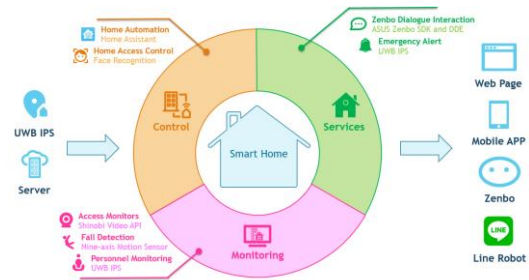 Home Automation
Home Assistant
Home Access Control
Face Recognition
Zenbo Dialogue Interaction
ASUS Zenbo SDK and DDE
Emergency Alert
UWB IPS
UWB IPS
Server
Control
Smart Home
Services
Monitoring
Access Monitors
Shinobi Video API
Fall Detection
Nine-axis Motion Sensor
Personnel Monitoring
UWB IPS
Web Page
Mobile APP
Zenbo
LINE
Line Robot